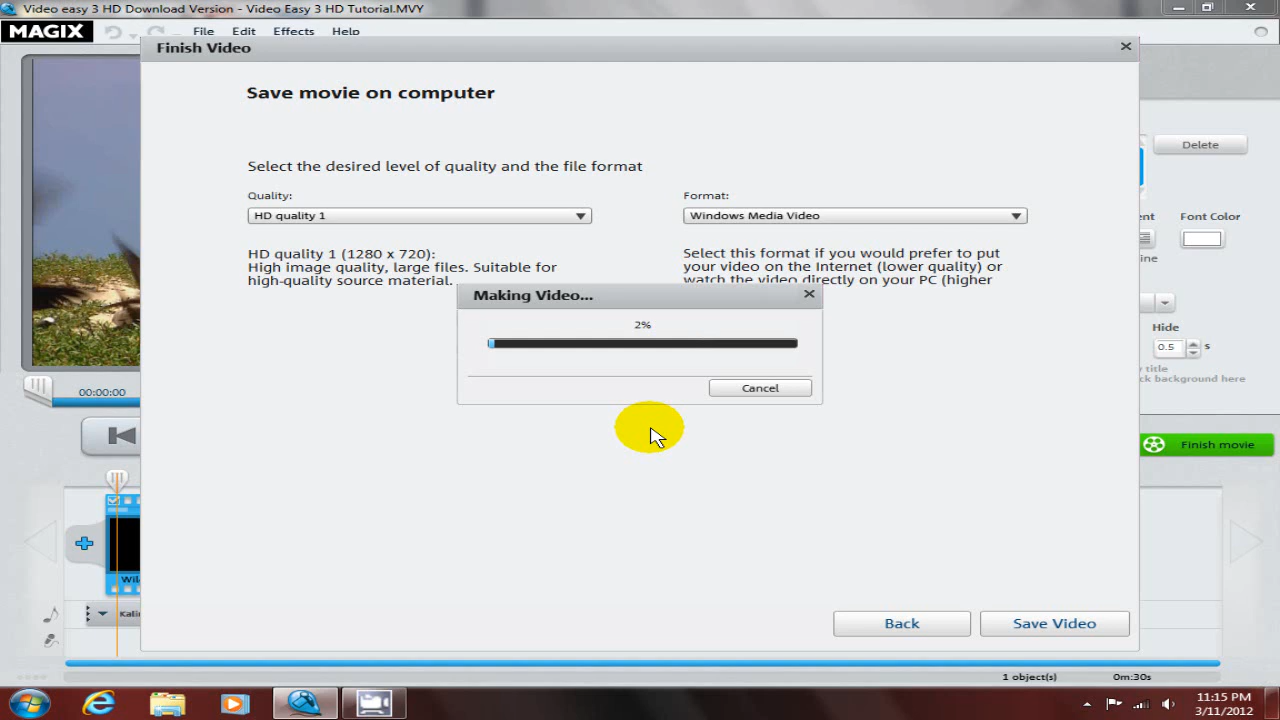 Video easy 3 HD Download Version - Video Easy 3 HD Tutorial.MVY
MAGIX
File Edit Effects Help
Finish Video
Save movie on computer
Select the desired level of quality and the file format
Quality:
HD quality 1
HD quality 1 (1280 x 720):
High image quality, large files. Suitable for
high-quality source material.
Format:
Windows Media Video
Select this format if you would prefer to put
your video on the Internet (lower quality) or
watch the video directly on your PC (higher
Making Video...
2%
Cancel
Delete
Font Color
Hide
0.5 s
title
background here
00:00:00
Finish movie
Back Save Video
1 object(s) 0m:30s
11:15 PM
3/11/2012